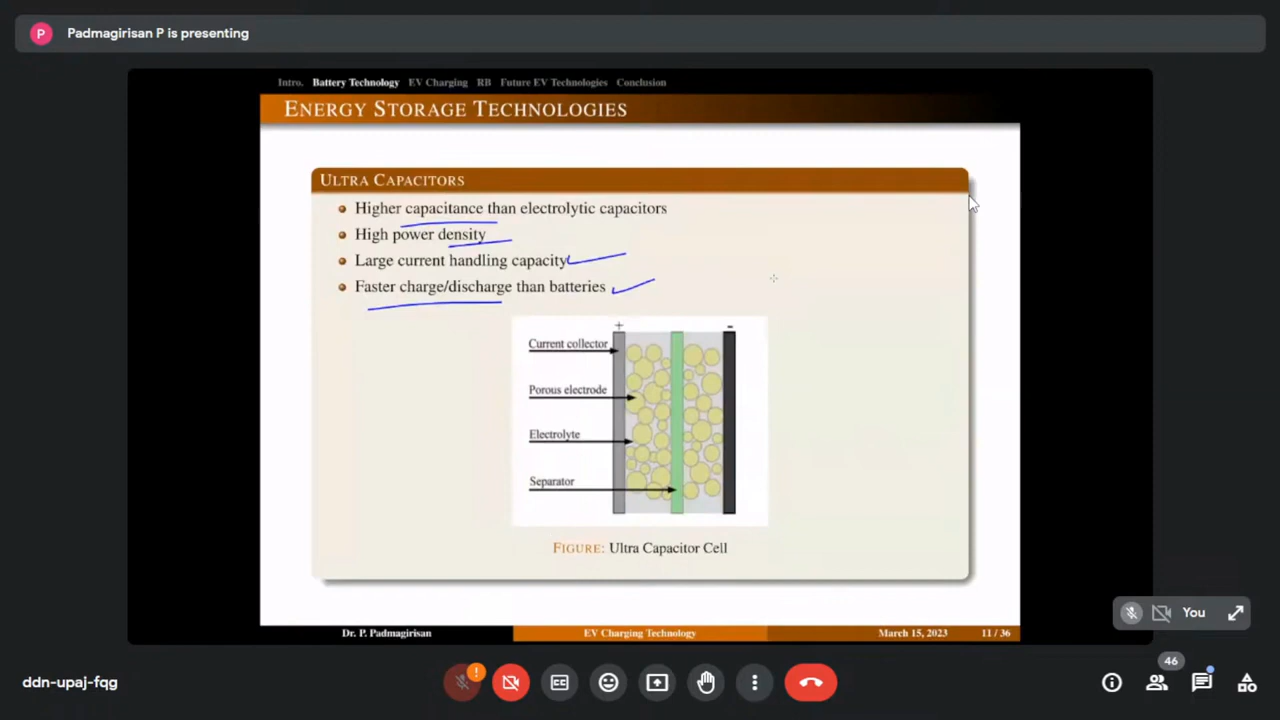 P Padmagirisan P is presenting
Intro. Battery Technology EV Charging RB Future EV Technologies Conclusion
ENERGY STORAGE TECHNOLOGIES
ULTRA CAPACITORS
Higher capacitance than electrolytic capacitors
High power density
Large current handling capacity
Faster charge/discharge than batteries
+ -
Current collector
Porous electrode
Electrolyte
Separator
FIGURE: Ultra Capacitor Cell
Dr. P. Padmagirisan EV Charging Technology March 15, 2023 11 / 36
You
46
ddn-upaj-fqg